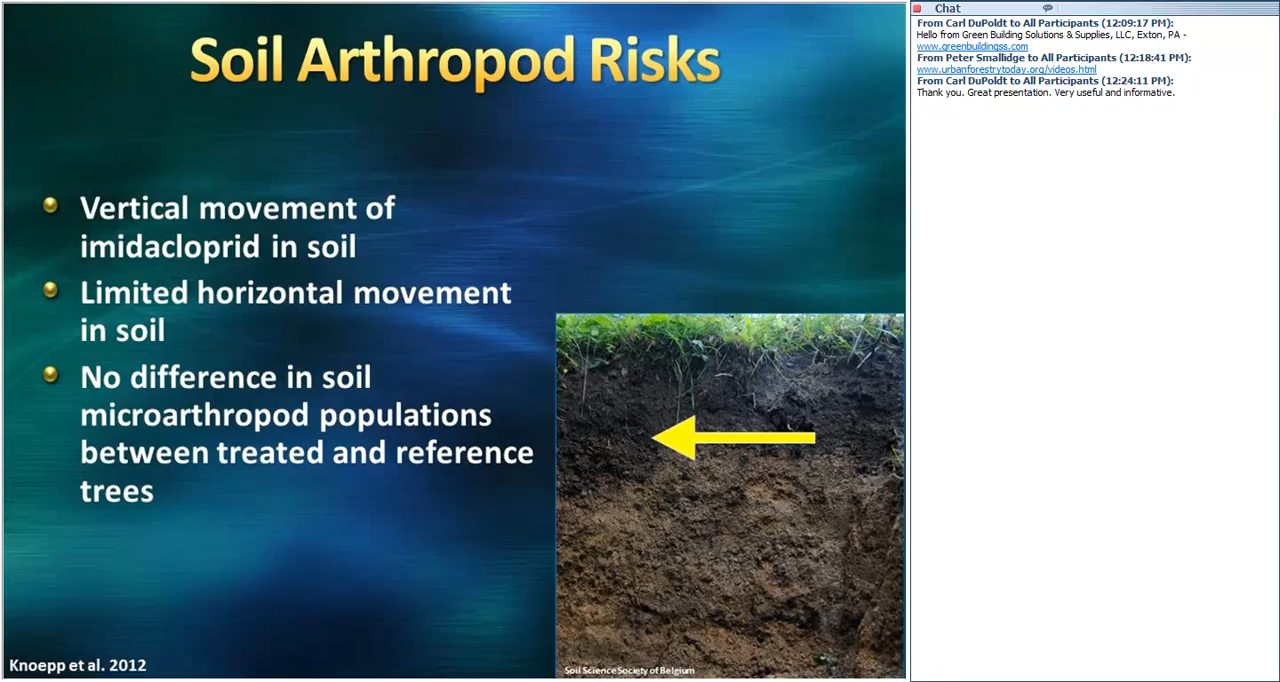 Soil Arthropod Risks
Vertical movement of
imidacloprid in soil
Limited horizontal movement
in soil
No difference in soil
microarthropod populations
between treated and reference
trees
Knoepp et al. 2012
Soil Science Society of Belgium
Chat
From Carl DuPoldt to All Participants (12:09:17 PM):
Hello from Green Building Solutions & Supplies, LLC, Exton, PA -
www.greenbuildingss.com
From Peter Smallidge to All Participants (12:18:41 PM):
www.urbanforestrytoday.org/videos.html
From Carl DuPoldt to All Participants (12:24:11 PM):
Thank you. Great presentation. Very useful and informative.